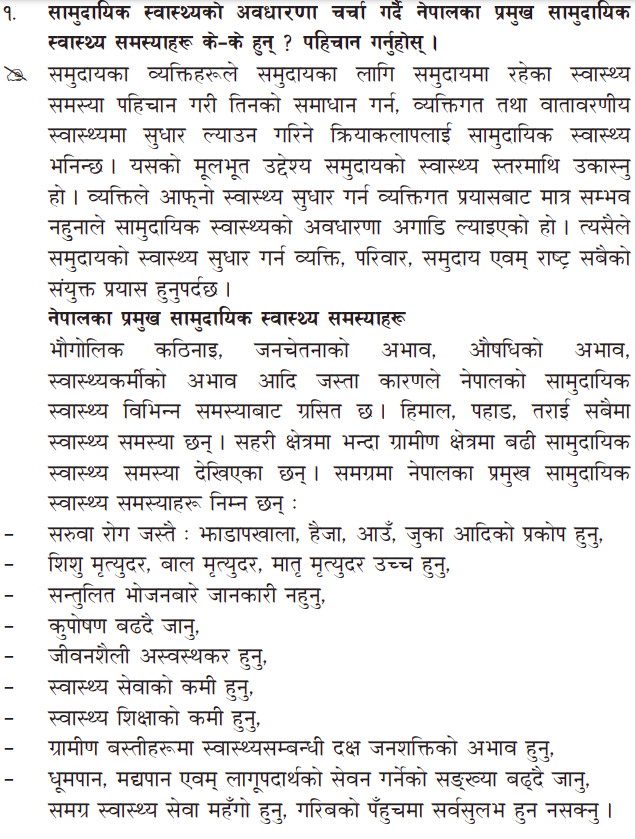 १. सामुदायिक स्वास्थ्यको अवधारणा चर्चा गर्दै नेपालका प्रमुख सामुदायिक
स्वास्थ्य समस्याहरू के-के हुन् ? पहिचान गर्नुहोस् ।
समुदायका व्यक्तिहरूले समुदायका लागि समुदायमा रहेका स्वास्थ्य
समस्या पहिचान गरी तिनको समाधान गर्न, व्यक्तिगत तथा वातावरणीय
स्वास्थ्यमा सुधार ल्याउन गरिने क्रियाकलापलाई सामुदायिक स्वास्थ्य
भनिन्छ । यसको मूलभूत उद्देश्य समुदायको स्वास्थ्य स्तरमाथि उकास्नु
हो । व्यक्तिले आफ्नो स्वास्थ्य सुधार गर्न व्यक्तिगत प्रयासबाट मात्र सम्भव
नहुनाले सामुदायिक स्वास्थ्यको अवधारणा अगाडि ल्याइएको हो । त्यसैले
समुदायको स्वास्थ्य सुधार गर्न व्यक्ति, परिवार, समुदाय एवम् राष्ट्र सबैको
संयुक्त प्रयास हुनुपर्दछ ।
नेपालका प्रमुख सामुदायिक स्वास्थ्य समस्याहरू
भौगोलिक कठिनाइ, जनचेतनाको अभाव, औषधिको अभाव,
स्वास्थ्यकर्मीको अभाव आदि जस्ता कारणले नेपालको सामुदायिक
स्वास्थ्य विभिन्न समस्याबाट ग्रसित छ । हिमाल, पहाड, तराई सबैमा
स्वास्थ्य समस्या छन् । सहरी क्षेत्रमा भन्दा ग्रामीण क्षेत्रमा बढी सामुदायिक
स्वास्थ्य समस्या देखिएका छन् । समग्रमा नेपालका प्रमुख सामुदायिक
स्वास्थ्य समस्याहरू निम्न छन् :
- सरुवा रोग जस्तै : झाडापखाला, हैजा, आउँ, जुका आदिको प्रकोप हुनु,
- शिशु मृत्युदर, बाल मृत्युदर, मातृ मृत्युदर उच्च हुनु,
- सन्तुलित भोजनबारे जानकारी नहुनु,
- कुपोषण बढदै जानु,
- जीवनशैली अस्वस्थकर हुनु,
- स्वास्थ्य सेवाको कमी हुनु,
- स्वास्थ्य शिक्षाको कमी हुनु,
- ग्रामीण बस्तीहरूमा स्वास्थ्यसम्बन्धी दक्ष जनशक्तिको अभाव हुनु,
- धूमपान, मद्यपान एवम् लागूपदार्थको सेवन गर्नेको सङ्ख्या बढ्दै जानु,
समग्र स्वास्थ्य सेवा महँगो हुनु, गरिबको पहुँचमा सर्वसुलभ हुन नसक्नु ।